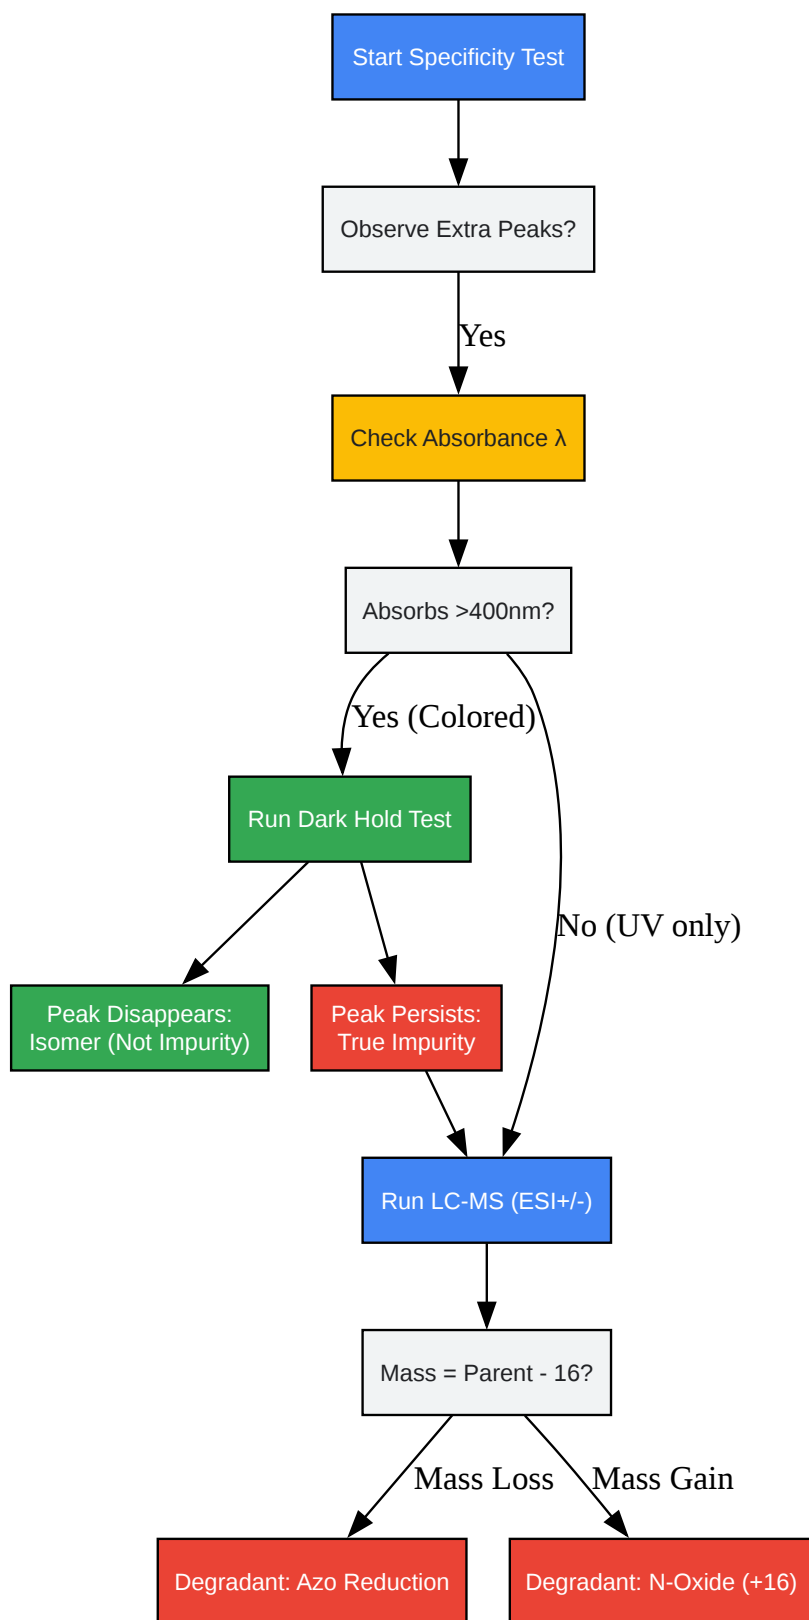 Start Specificity Test
Observe Extra Peaks?
Yes
Check Absorbance λ
Absorbs >400nm?
Yes (Colored)
Run Dark Hold Test
No (UV only)
Peak Disappears:
Isomer (Not Impurity)
Peak Persists:
True Impurity
Run LC-MS (ESI+/-)
Mass = Parent - 16?
Mass Loss
Mass Gain
Degradant: Azo Reduction
Degradant: N-Oxide (+16)